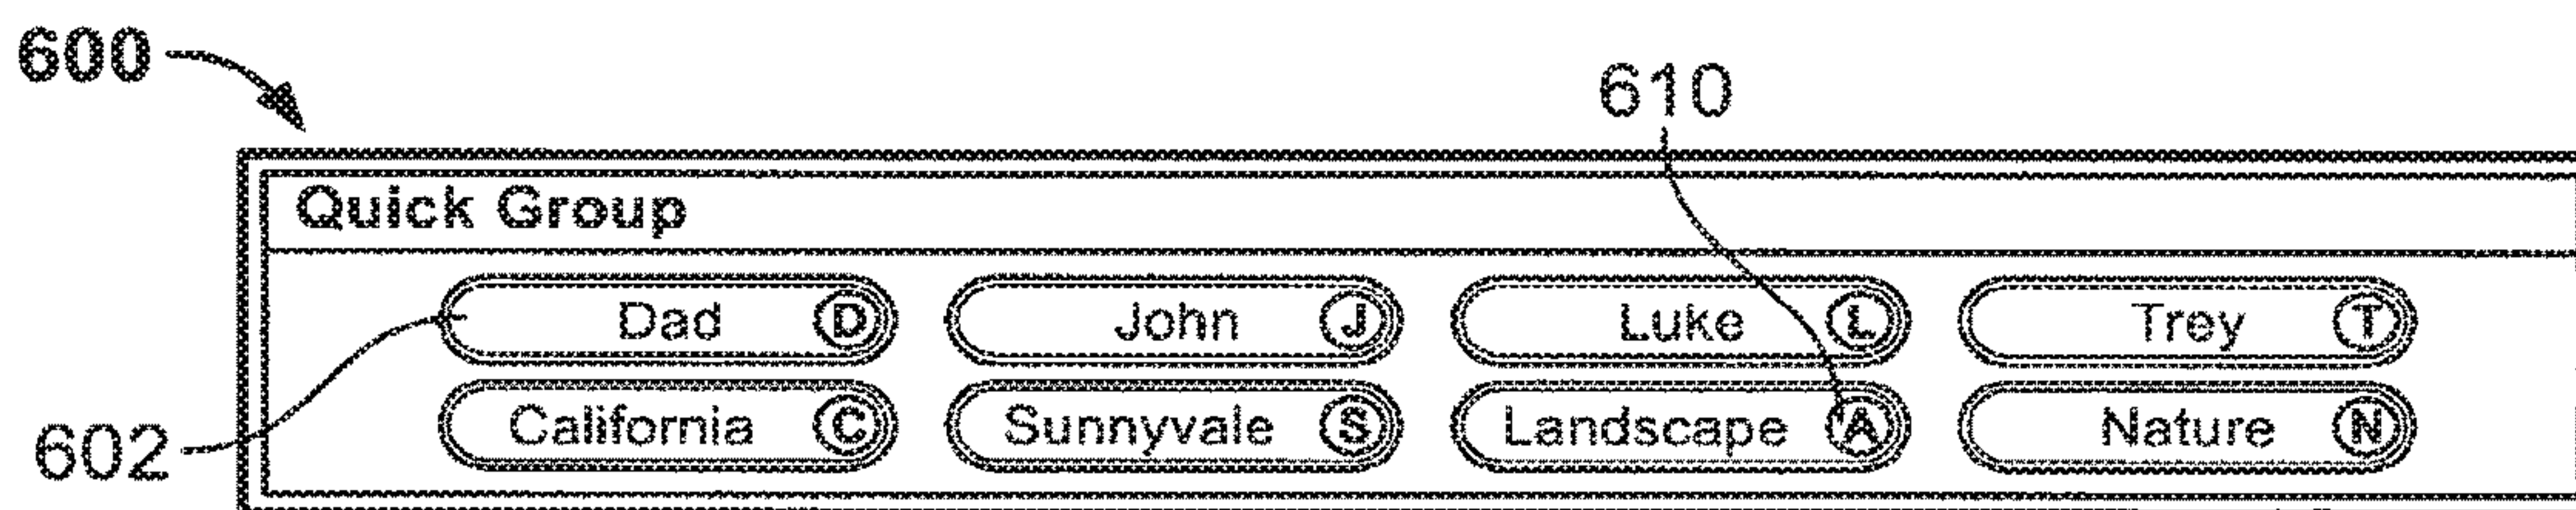 600
610
Quick Group
Dad D John J Luke L Trey T
602
California C Sunnyvale S Landscape A Nature N